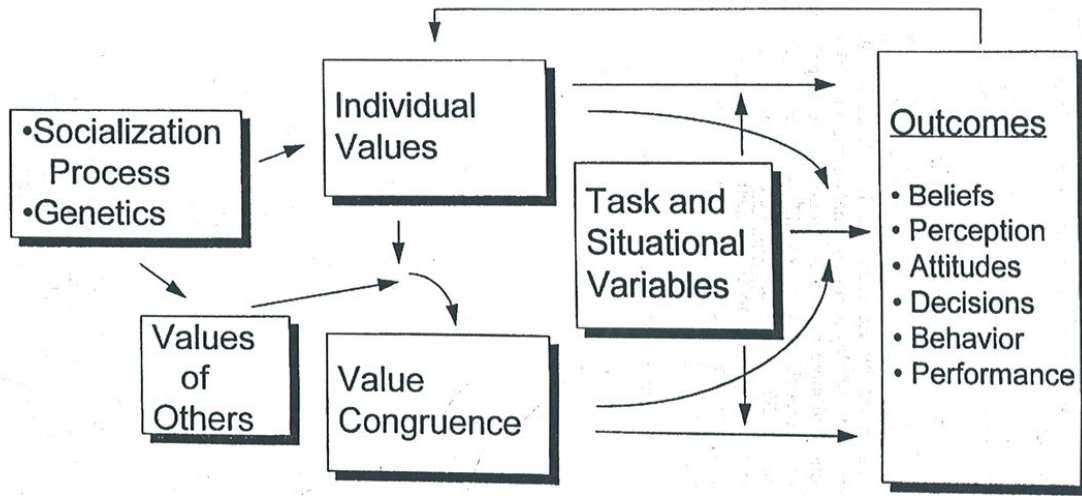 •Socialization
Process
•Genetics
Individual
Values
Values
of
Others
Value
Congruence
Task and
Situational
Variables
Outcomes
• Beliefs
• Perception
• Attitudes
• Decisions
• Behavior
• Performance